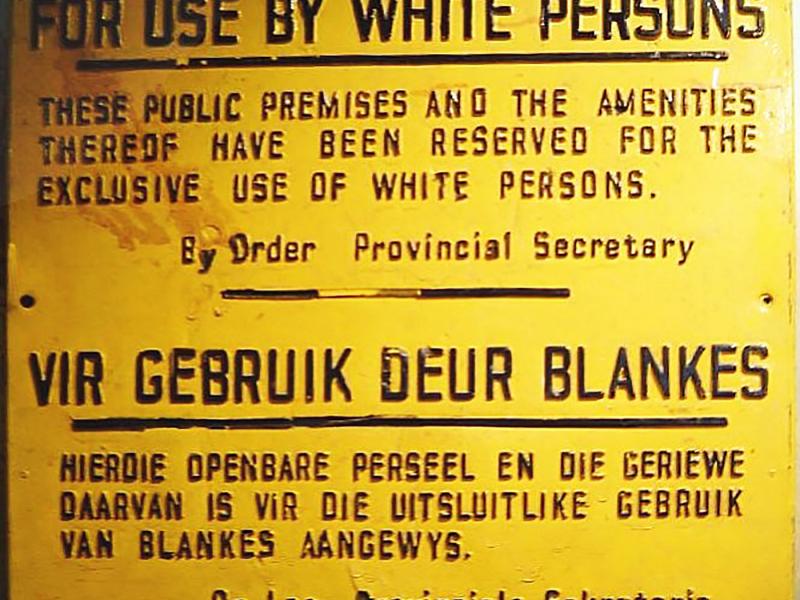 FOR USE BY WHITE PERSONS
THESE PUBLIC PREMISES AND THE AMENITIES
THEREOF HAVE BEEN RESERVED FOR THE
EXCLUSIVE USE OF WHITE PERSONS.
By Order Provincial Secretary
VIR GEBRUIK DEUR BLANKES
HIERDIE OPENBARE PERSEEL EN DIE GERIEWE
DAARVAN IS VIR DIE UITSLUITLIKE GEBRUIK
VAN BLANKES AANGEWYS.